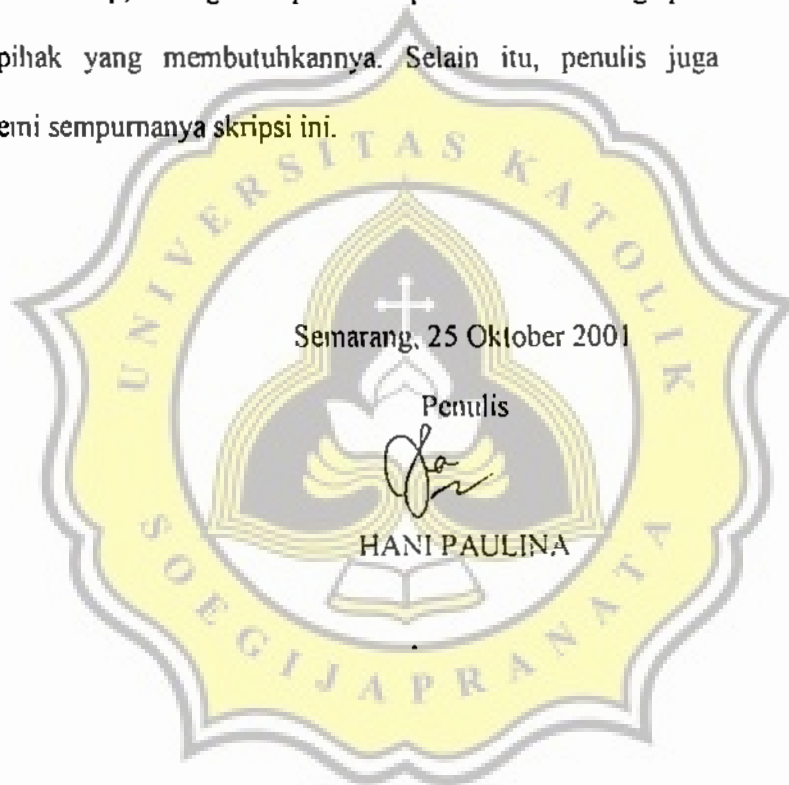 pihak yang membutuhkannya. Selain itu, penulis juga
sempurnanya skripsi ini.
UNIVERSITAS KATOLIK
Semarang, 25 Oktober 2001
Penulis
HANI PAULINA
SOEGIJAPRANATA